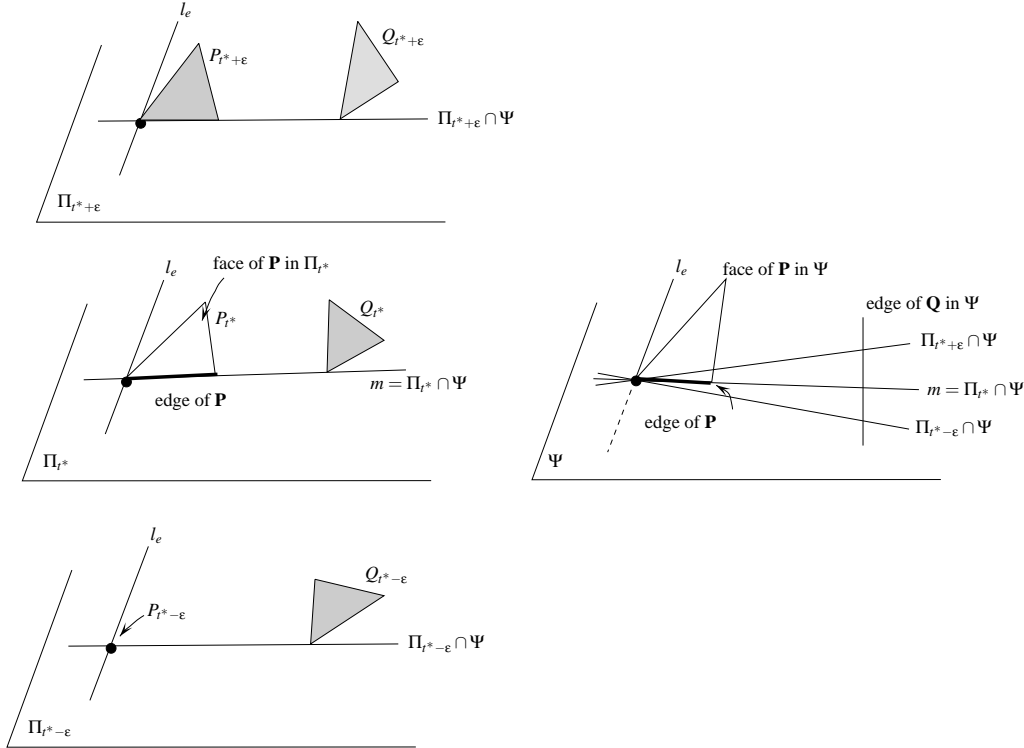 l_e
P_{t*+ε}
Q_{t*+ε}
Π_{t*+ε} ∩ Ψ
Π_{t*+ε}
l_e
face of P in Π_{t*}
P_{t*}
Q_{t*}
m = Π_{t*} ∩ Ψ
edge of P
Π_{t*}
l_e
face of P in Ψ
edge of Q in Ψ
Π_{t*+ε} ∩ Ψ
m = Π_{t*} ∩ Ψ
edge of P
Π_{t*−ε} ∩ Ψ
Ψ
l_e
P_{t*−ε}
Q_{t*−ε}
Π_{t*−ε} ∩ Ψ
Π_{t*−ε}